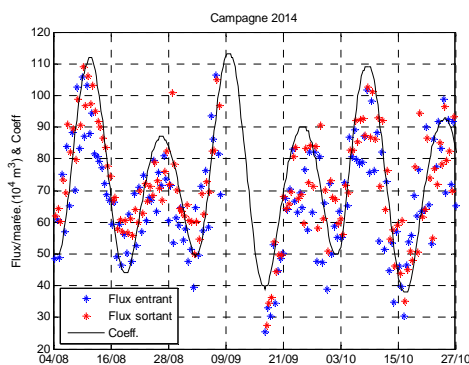 Campagne 2014
Flux/marée,(10⁴ m³) & Coeff
120
110
100
90
80
70
60
50
40
30
20
Flux entrant
Flux sortant
Coeff.
04/08 16/08 28/08 09/09 21/09 03/10 15/10 27/10